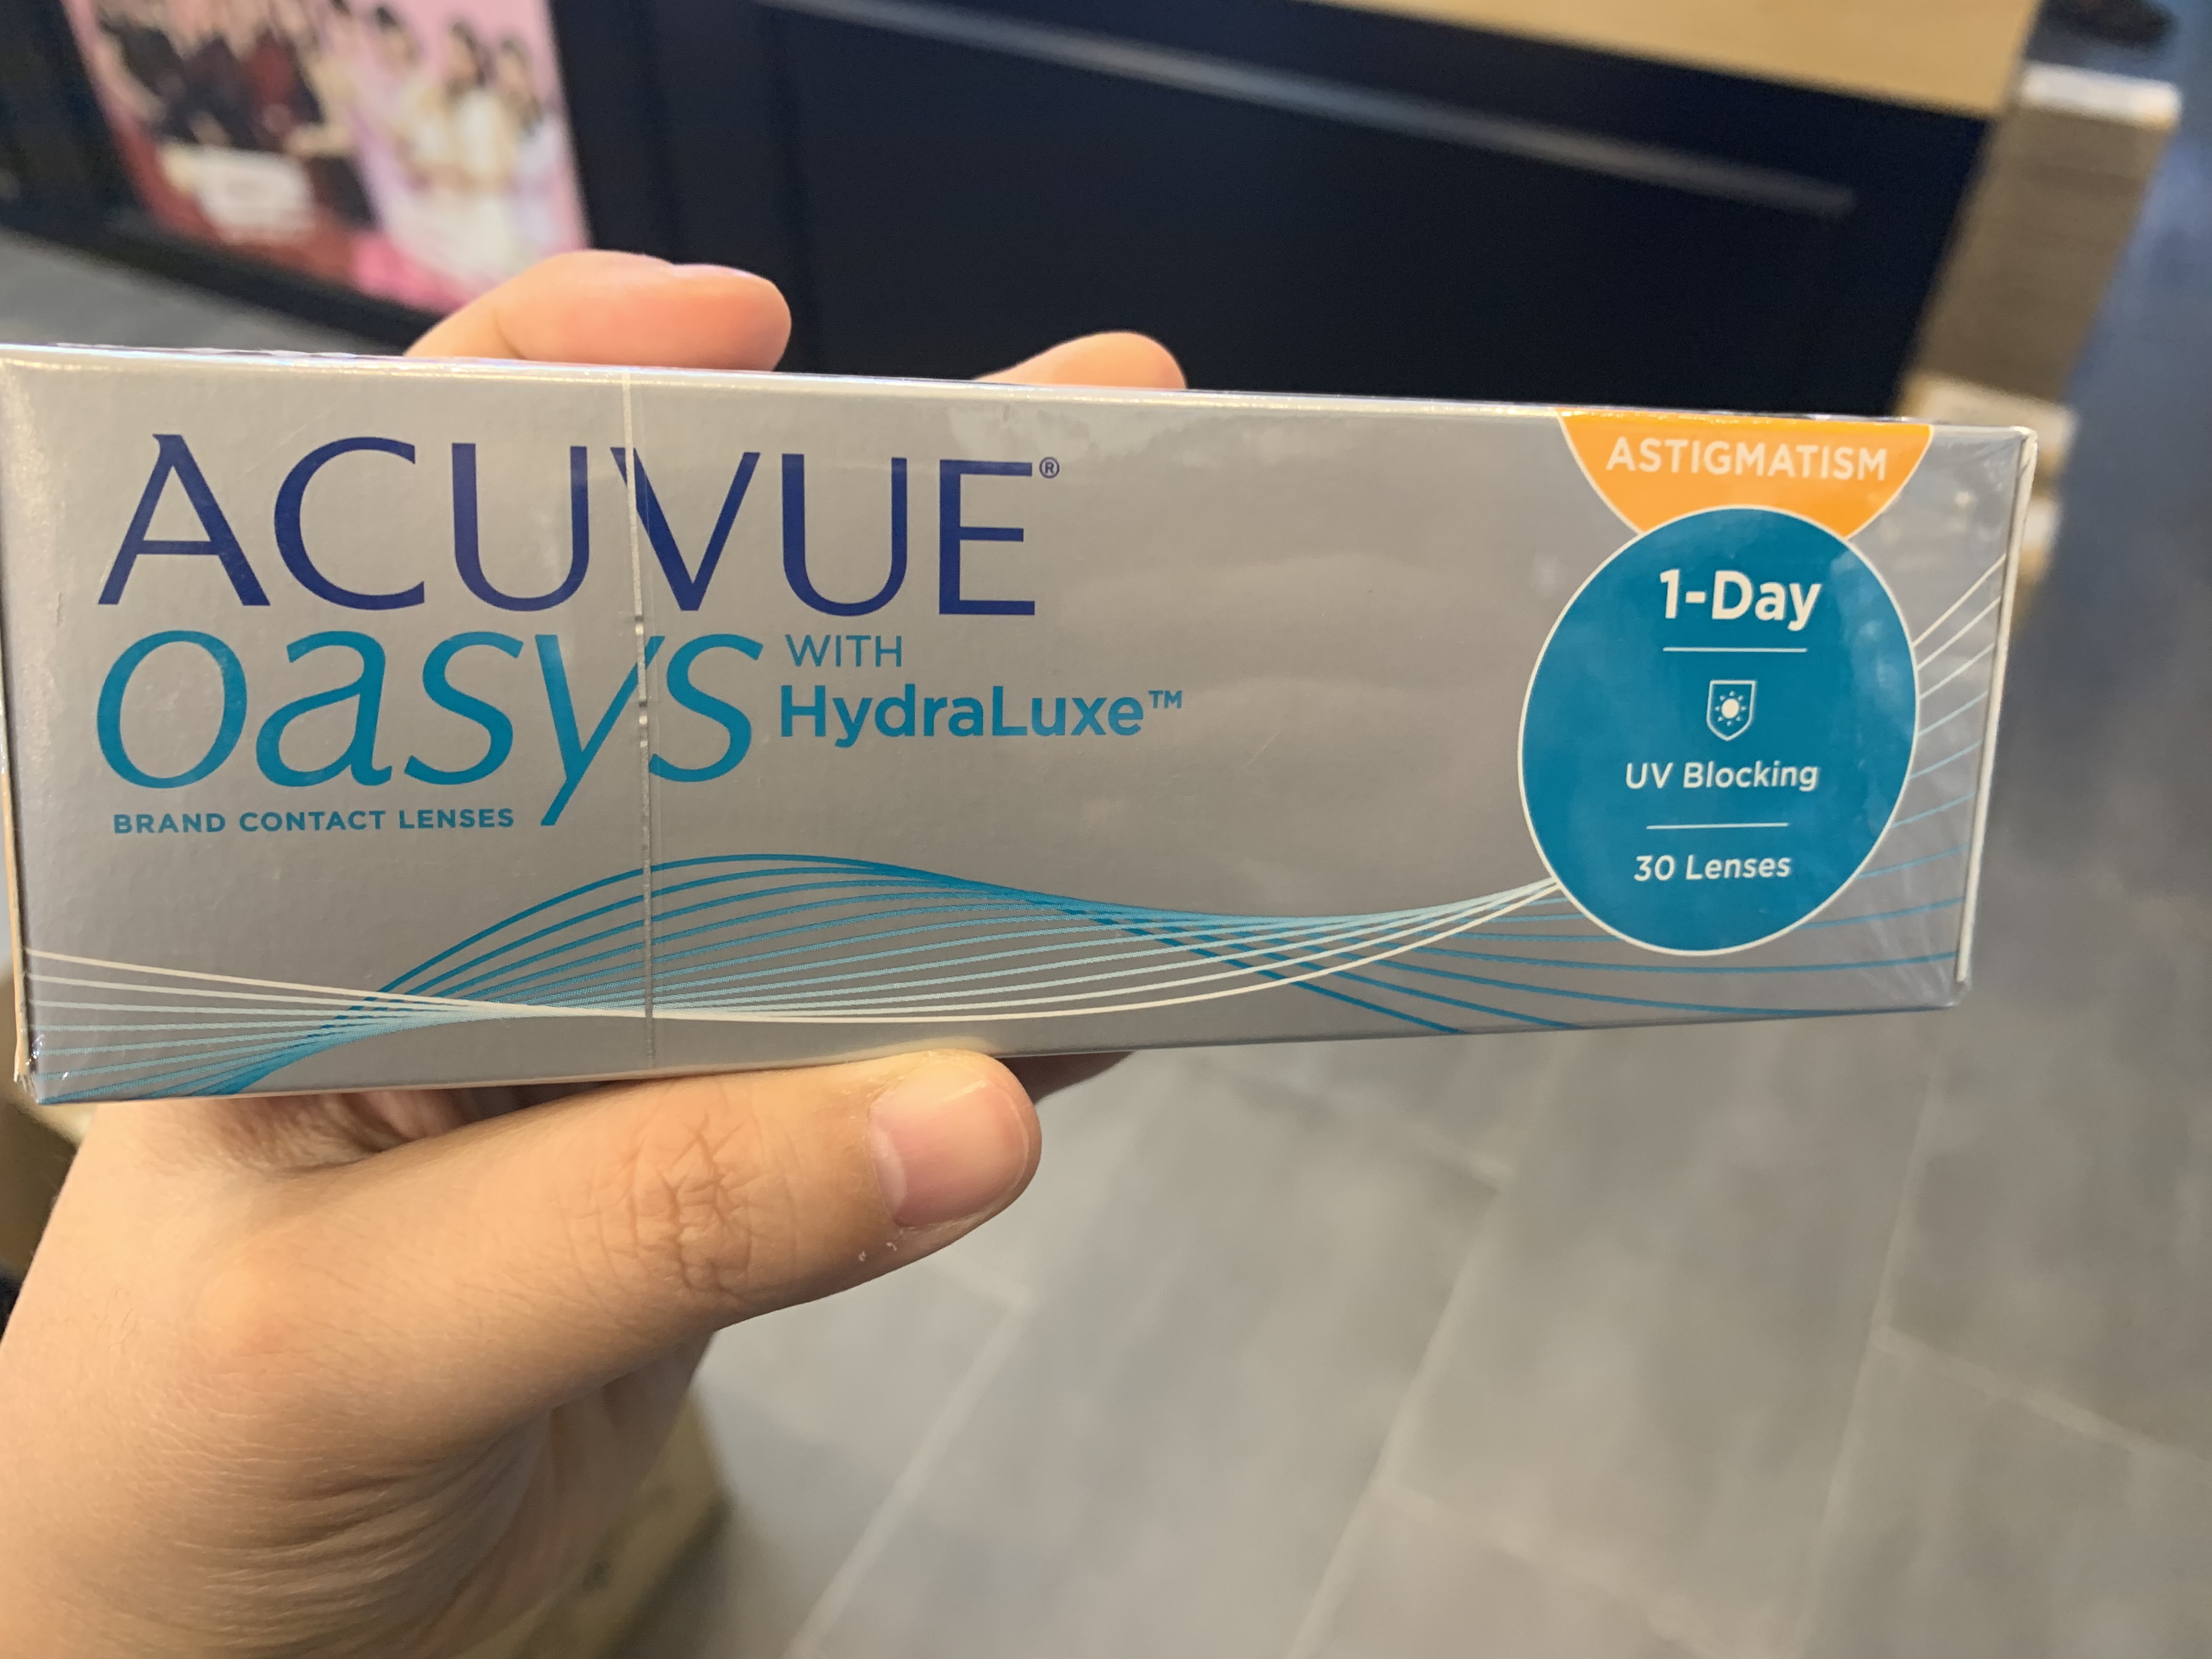 ACUVUE®
oasys WITH
HydraLuxe™
BRAND CONTACT LENSES
ASTIGMATISM
1-Day
UV Blocking
30 Lenses